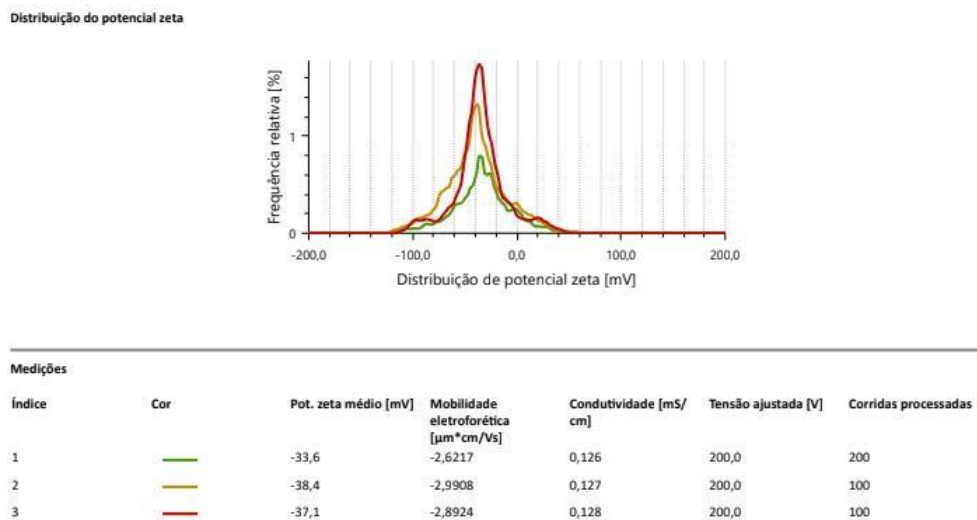 Distribuição do potencial zeta
Frequência relativa [%]
1
0
-200,0 -100,0 0,0 100,0 200,0
Distribuição de potencial zeta [mV]
Medições
Índice Cor Pot. zeta médio [mV] Mobilidade eletroforética [µm*cm/Vs] Condutividade [mS/cm] Tensão ajustada [V] Corridas processadas
1 -33,6 -2,6217 0,126 200,0 200
2 -38,4 -2,9908 0,127 200,0 100
3 -37,1 -2,8924 0,128 200,0 100